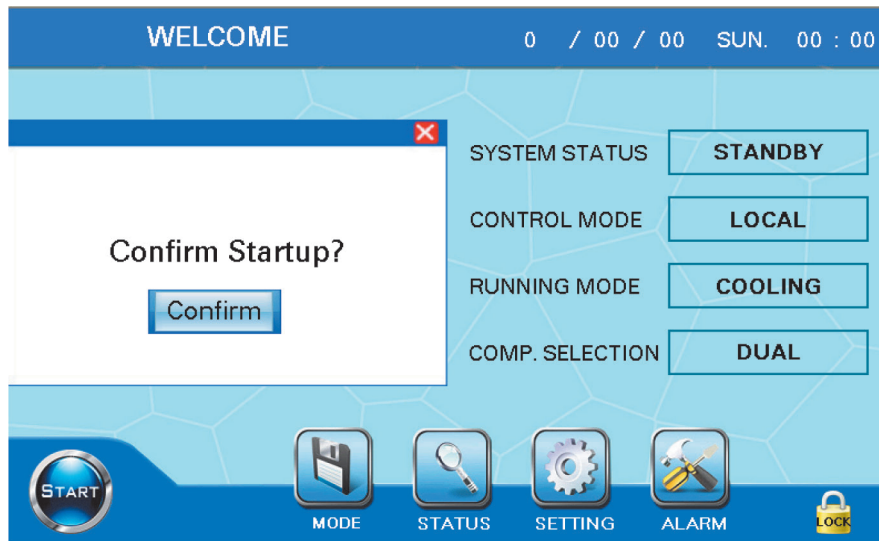 WELCOME
0 / 00 / 00 SUN. 00 : 00
SYSTEM STATUS STANDBY
CONTROL MODE LOCAL
Confirm Startup?
RUNNING MODE COOLING
Confirm
COMP. SELECTION DUAL
START
MODE
STATUS
SETTING
ALARM
LOCK